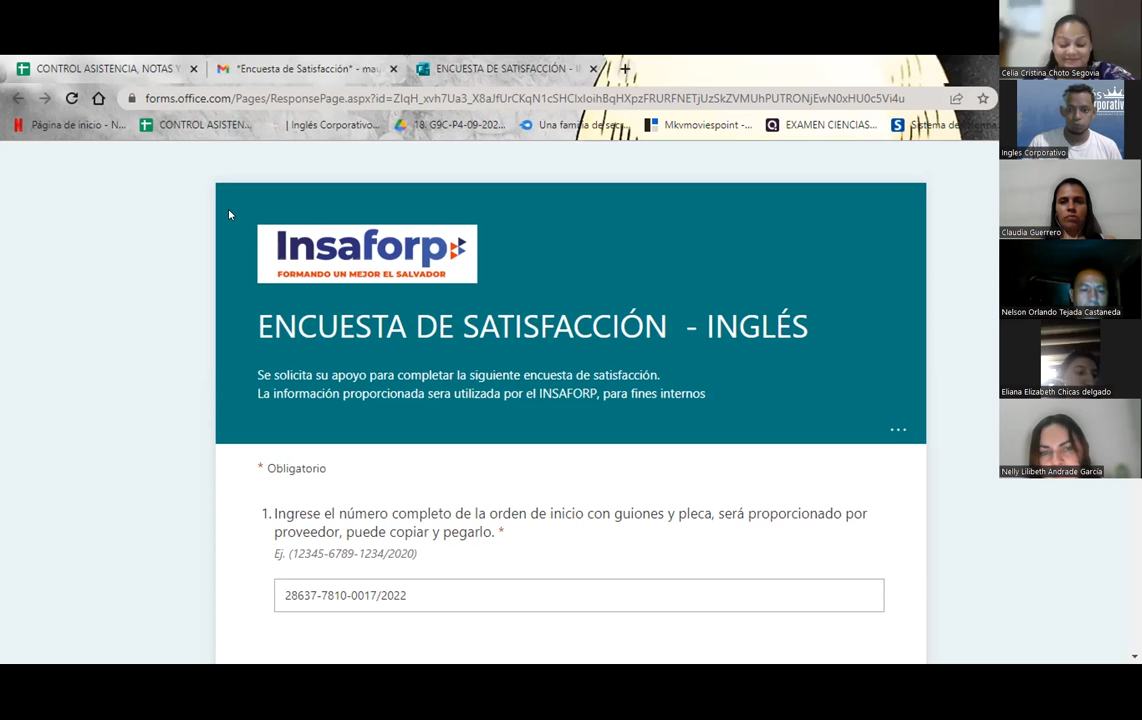 CONTROL ASISTENCIA, NOTAS Y
*Encuesta de Satisfacción* - mau
ENCUESTA DE SATISFACCIÓN - I
forms.office.com/Pages/ResponsePage.aspx?id=ZIqH_xvh7Ua3_X8aJfUrCKqN1cSHClxIoihBqHXpzFRURFNETjUzSkZVMUhPUTRONjEwN0xHU0c5Vi4u
Página de inicio - N...
CONTROL ASISTEN...
| Inglés Corporativo...
18. G9C-P4-09-202...
Una familia de secr...
Mkvmoviespoint -...
EXAMEN CIENCIAS...
Insaforp
FORMANDO UN MEJOR EL SALVADOR
ENCUESTA DE SATISFACCIÓN - INGLÉS
Se solicita su apoyo para completar la siguiente encuesta de satisfacción.
La información proporcionada sera utilizada por el INSAFORP, para fines internos
* Obligatorio
1. Ingrese el número completo de la orden de inicio con guiones y pleca, será proporcionado por
proveedor, puede copiar y pegarlo. *
Ej. (12345-6789-1234/2020)
28637-7810-0017/2022
Celia Cristina Choto Segovia
Ingles Corporativo
Claudia Guerrero
Nelson Orlando Tejada Castaneda
Eliana Elizabeth Chicas delgado
Nelly Lilibeth Andrade García